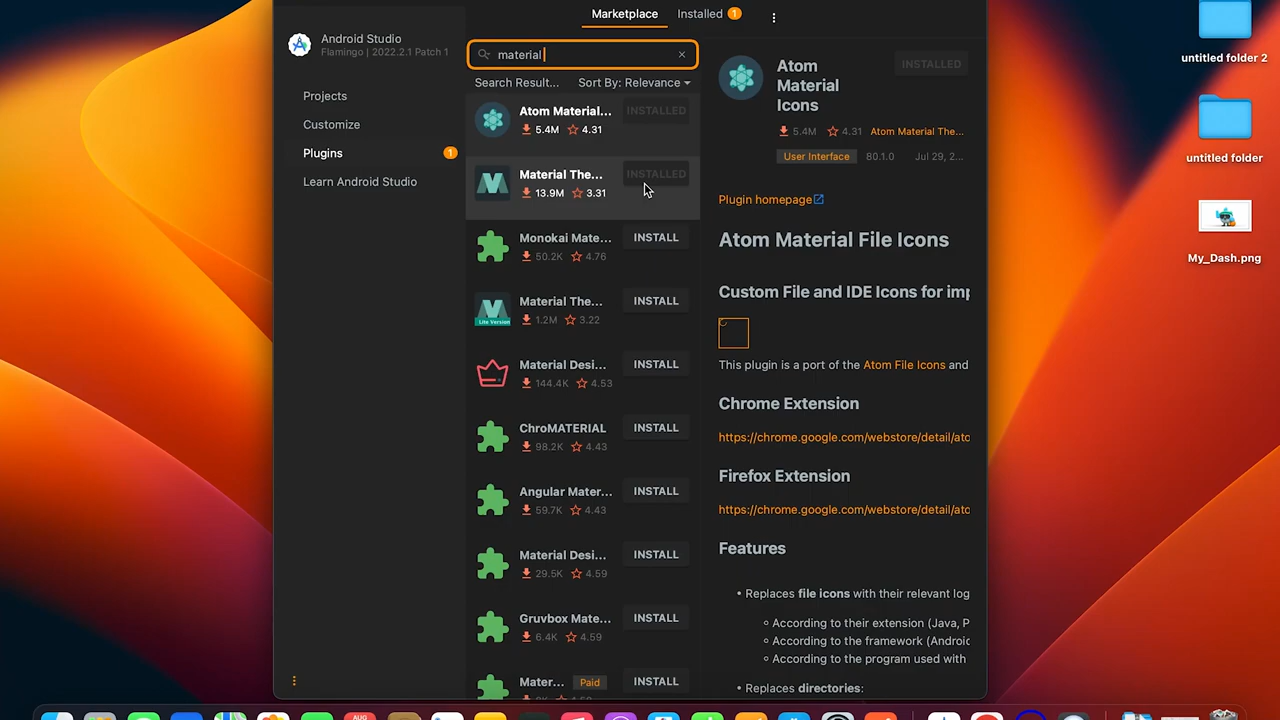 Android Studio
Flamingo | 2022.2.1 Patch 1
Projects
Customize
Plugins
1
Learn Android Studio
Marketplace
Installed
1
material
Search Result...
Sort By: Relevance
Atom Material...
INSTALLED
5.4M
4.31
Material The...
INSTALLED
13.9M
3.31
Monokai Mate...
INSTALL
50.2K
4.76
Material The...
INSTALL
Lite Version
1.2M
3.22
Material Desi...
INSTALL
144.4K
4.53
ChroMATERIAL
INSTALL
98.2K
4.43
Angular Mater...
INSTALL
59.7K
4.43
Material Desi...
INSTALL
29.5K
4.59
Gruvbox Mate...
INSTALL
6.4K
4.59
Mater...
Paid
INSTALL
Atom
Material
Icons
INSTALLED
5.4M
4.31
Atom Material The...
User Interface
80.1.0
Jul 29, 2...
Plugin homepage
Atom Material File Icons
Custom File and IDE Icons for imp
This plugin is a part of the Atom File Icons and
Chrome Extension
https://chrome.google.com/webstore/detail/ato
Firefox Extension
https://chrome.google.com/webstore/detail/ato
Features
• Replaces file icons with their relevant log
According to their extension (Java, P
According to the framework (Androi
According to the program used with
• Replaces directories:
untitled folder 2
untitled folder
My_Dash.png
AUG